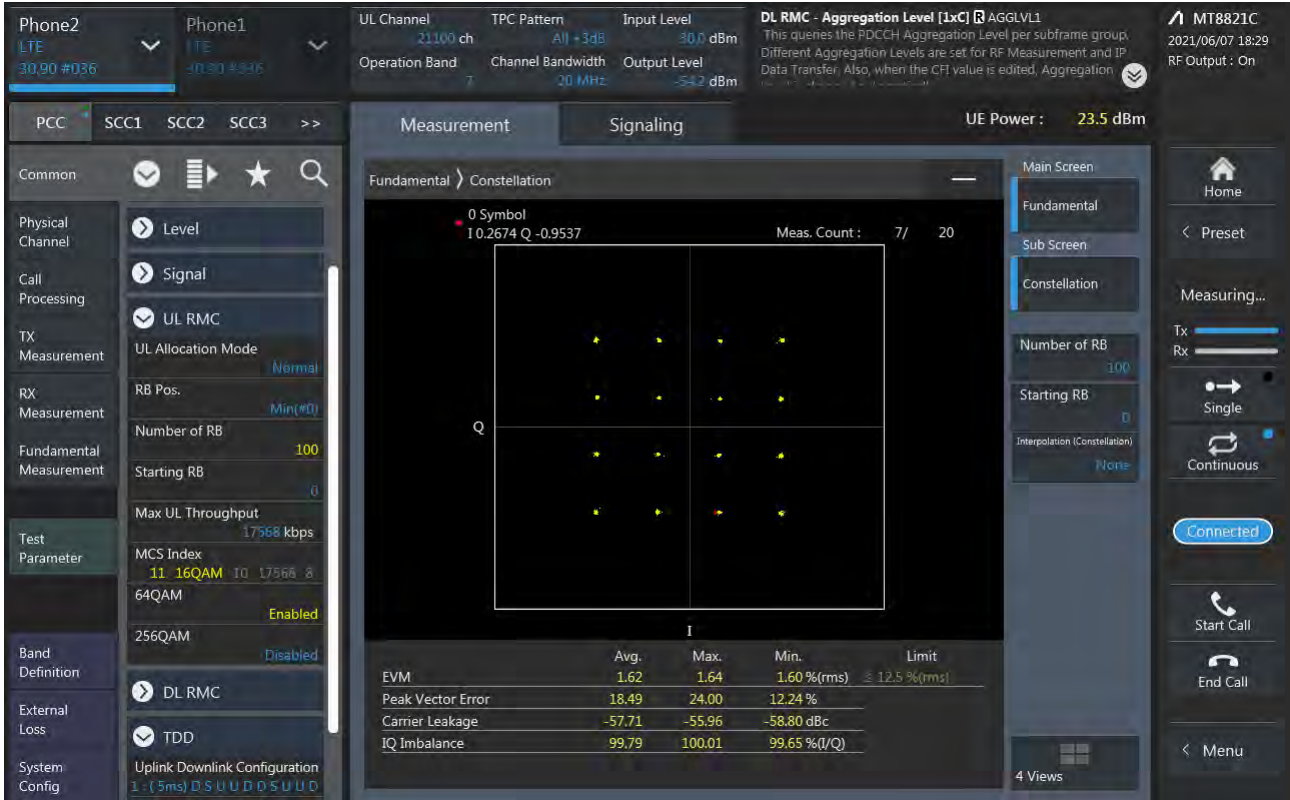 Phone2
LTE
30.90 #036
Phone1
LTE
30.90 #036
UL Channel
21100 ch
TPC Pattern
All +3dB
Input Level
30.0 dBm
Operation Band
7
Channel Bandwidth
20 MHz
Output Level
-54.2 dBm
DL RMC - Aggregation Level [1xC] R AGGLVL1
This queries the PDCCH Aggregation Level per subframe group.
Different Aggregation Levels are set for RF Measurement and IP
Data Transfer. Also, when the CFI value is edited, Aggregation
MT8821C
2021/06/07 18:29
RF Output : On
PCC
SCC1
SCC2
SCC3
>>
Measurement
Signaling
UE Power : 23.5 dBm
Common
Physical
Channel
Call
Processing
TX
Measurement
RX
Measurement
Fundamental
Measurement
Test
Parameter
Band
Definition
External
Loss
System
Config
Level
Signal
UL RMC
UL Allocation Mode
Normal
RB Pos.
Min(#0)
Number of RB
100
Starting RB
0
Max UL Throughput
17568 kbps
MCS Index
11 16QAM 10 17568 8
64QAM
Enabled
256QAM
Disabled
DL RMC
TDD
Uplink Downlink Configuration
1 : ( 5ms) D S U U D D S U U D
Fundamental 〉 Constellation
0 Symbol
I 0.2674 Q -0.9537
Meas. Count : 7/ 20
Q
I
Avg. Max. Min. Limit
EVM 1.62 1.64 1.60 %(rms) ≤ 12.5 %(rms)
Peak Vector Error 18.49 24.00 12.24 %
Carrier Leakage -57.71 -55.96 -58.80 dBc
IQ Imbalance 99.79 100.01 99.65 %(I/Q)
Main Screen
Fundamental
Sub Screen
Constellation
Number of RB
100
Starting RB
0
Interpolation (Constellation)
None
4 Views
Home
< Preset
Measuring...
Tx
Rx
Single
Continuous
Connected
Start Call
End Call
< Menu